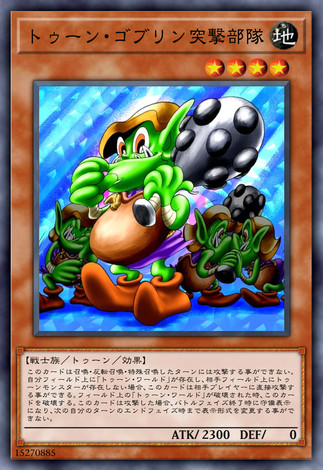 トゥーン・ゴブリン突撃部隊
地
【戦士族／トゥーン／効果】
このカードは召喚・反転召喚・特殊召喚したターンには攻撃する事ができない。
自分フィールド上に「トゥーン・ワールド」が存在し、相手フィールド上にトゥ
ーンモンスターが存在しない場合、このカードは相手プレイヤーに直接攻撃す
る事ができる。フィールド上の「トゥーン・ワールド」が破壊された時、このカー
ドを破壊する。このカードは攻撃した場合、バトルフェイズ終了時に守備表示
になり、次の自分のターンのエンドフェイズ時まで表示形式を変更する事がで
きない。
ATK/ 2300 DEF/ 0
15270885